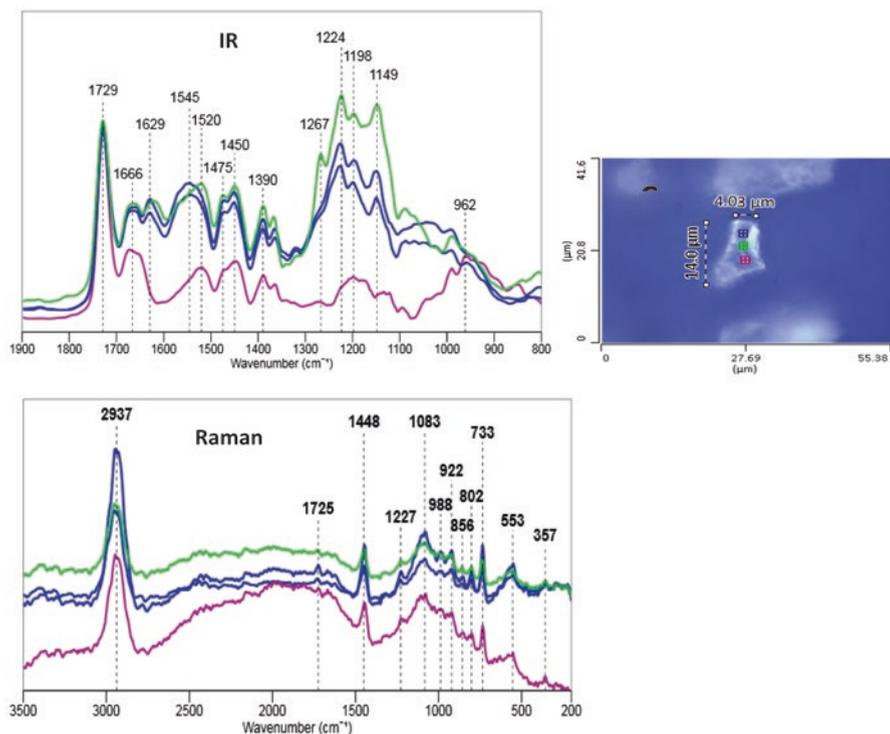 IR
1224
1198
1149
1729
1545
1629
1520
1450
1267
1475
1666
1390
962
1900 1800 1700 1600 1500 1400 1300 1200 1100 1000 900 800
Wavenumber (cm⁻¹)
41.6
20.8
0
(µm)
4.03 µm
14.0 µm
0 27.69 55.38
(µm)
Raman
2937
1448
1083
733
922
1725
802
1227
988
856
553
357
3500 3000 2500 2000 1500 1000 500 200
Wavenumber (cm⁻¹)